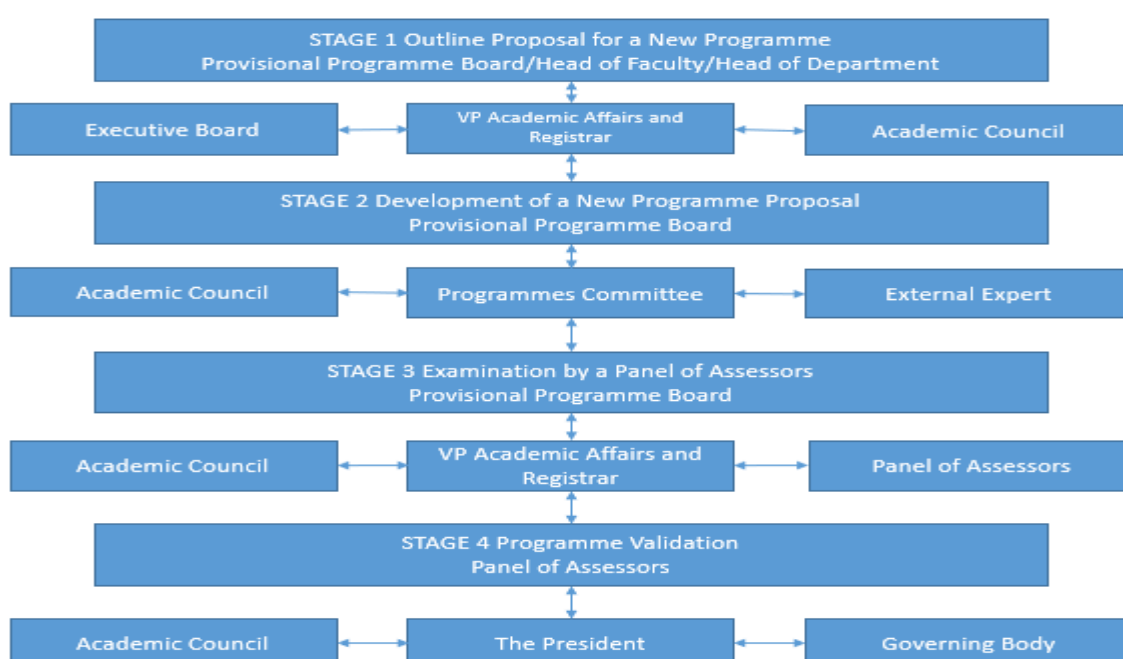 STAGE 1 Outline Proposal for a New Programme
Provisional Programme Board/Head of Faculty/Head of Department
Executive Board
VP Academic Affairs and
Registrar
Academic Council
STAGE 2 Development of a New Programme Proposal
Provisional Programme Board
Academic Council
Programmes Committee
External Expert
STAGE 3 Examination by a Panel of Assessors
Provisional Programme Board
Academic Council
VP Academic Affairs and
Registrar
Panel of Assessors
STAGE 4 Programme Validation
Panel of Assessors
Academic Council
The President
Governing Body